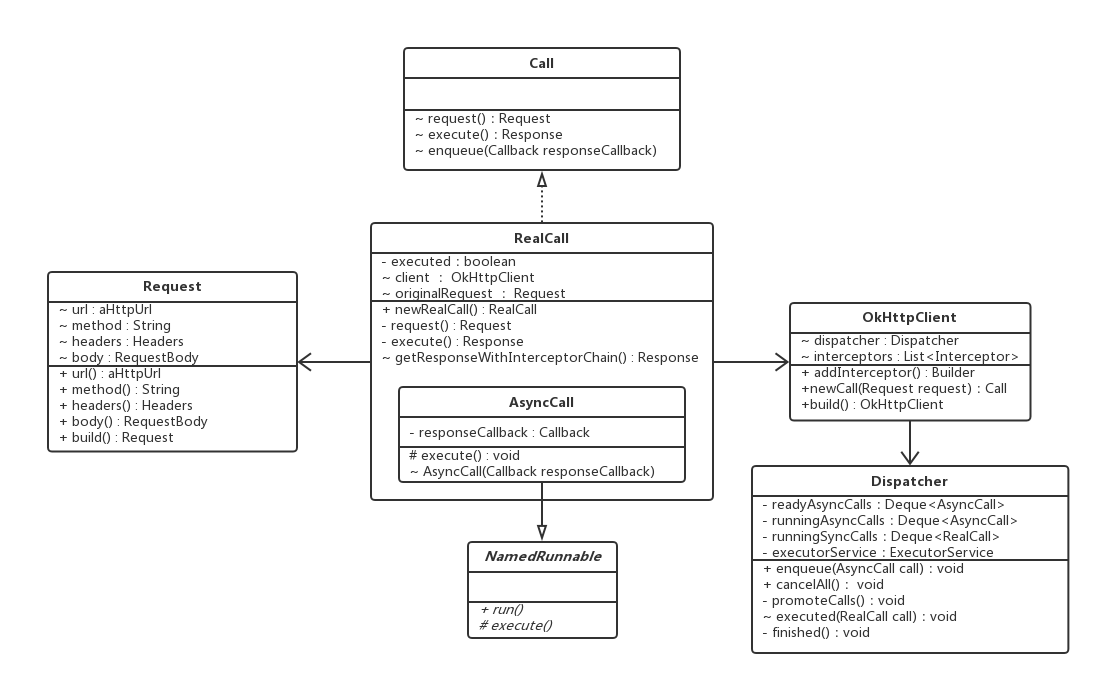 Call
~ request() : Request
~ execute() : Response
~ enqueue(Callback responseCallback)
RealCall
- executed : boolean
~ client : OkHttpClient
~ originalRequest : Request
+ newRealCall() : RealCall
- request() : Request
- execute() : Response
~ getResponseWithInterceptorChain() : Response
AsyncCall
- responseCallback : Callback
# execute() : void
~ AsyncCall(Callback responseCallback)
Request
~ url : aHttpUrl
~ method : String
~ headers : Headers
~ body : RequestBody
+ url() : aHttpUrl
+ method() : String
+ headers() : Headers
+ body() : RequestBody
+ build() : Request
OkHttpClient
~ dispatcher : Dispatcher
~ interceptors : List<Interceptor>
+ addInterceptor() : Builder
+newCall(Request request) : Call
+build() : OkHttpClient
Dispatcher
- readyAsyncCalls : Deque<AsyncCall>
- runningAsyncCalls : Deque<AsyncCall>
- runningSyncCalls : Deque<RealCall>
- executorService : ExecutorService
+ enqueue(AsyncCall call) : void
+ cancelAll() : void
- promoteCalls() : void
~ executed(RealCall call) : void
- finished() : void
NamedRunnable
+ run()
# execute()